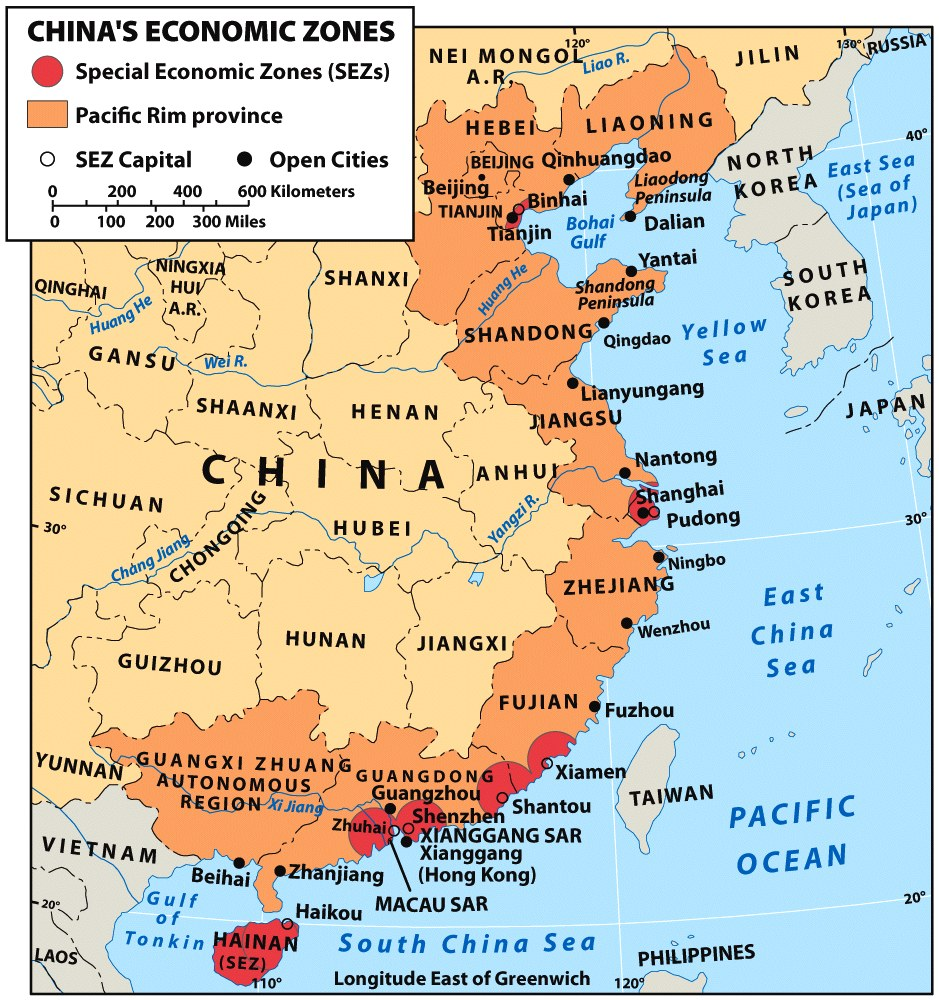 CHINA'S ECONOMIC ZONES
Special Economic Zones (SEZs)
Pacific Rim province
SEZ Capital
Open Cities
0 200 400 600 Kilometers
0 100 200 300 Miles
120°
130°
RUSSIA
NEI MONGOL
A.R.
Liao R.
JILIN
HEBEI
LIAONING
40°
BEIJING
Qinhuangdao
NORTH
KOREA
East Sea
(Sea of
Japan)
Beijing
Liaodong
Peninsula
TIANJIN
Binhai
Tianjin
Bohai
Gulf
Dalian
Yantai
SHANXI
NINGXIA
HUI
A.R.
QINGHAI
Huang He
Huang He
Shandong
Peninsula
SOUTH
KOREA
SHANDONG
Qingdao
Yellow
Sea
GANSU
Wei R.
Lianyungang
JAPAN
SHAANXI
HENAN
JIANGSU
CHINA
ANHUI
Nantong
SICHUAN
CHONGQING
Shanghai
Pudong
Yangzi R.
HUBEI
30°
30°
Chang Jiang
Ningbo
ZHEJIANG
East
China
Sea
Wenzhou
HUNAN
JIANGXI
GUIZHOU
FUJIAN
Fuzhou
YUNNAN
GUANGXI ZHUANG
AUTONOMOUS
REGION
Xi Jiang
GUANGDONG
Guangzhou
Xiamen
Shantou
TAIWAN
PACIFIC
OCEAN
Zhuhai
Shenzhen
XIANGGANG SAR
Xianggang
(Hong Kong)
MACAU SAR
VIETNAM
Beihai
Zhanjiang
20°
20°
Gulf
of
Tonkin
Haikou
HAINAN
(SEZ)
South China Sea
LAOS
PHILIPPINES
110°
Longitude East of Greenwich
120°